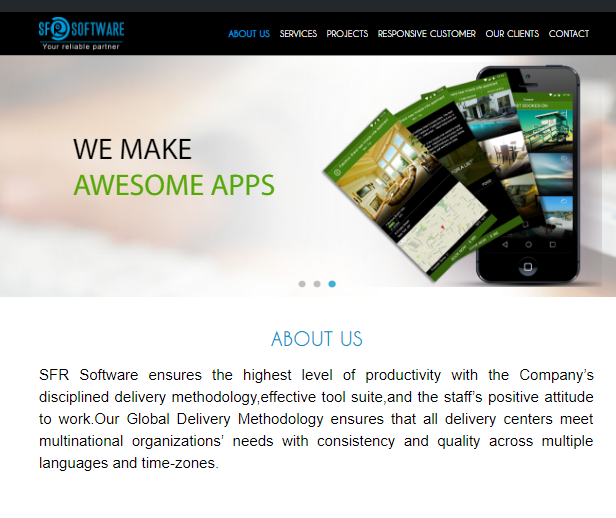 SFR SOFTWARE
Your reliable partner
ABOUT US SERVICES PROJECTS RESPONSIVE CUSTOMER OUR CLIENTS CONTACT
WE MAKE
AWESOME APPS
ABOUT US
SFR Software ensures the highest level of productivity with the Company’s
disciplined delivery methodology,effective tool suite,and the staff’s positive attitude
to work.Our Global Delivery Methodology ensures that all delivery centers meet
multinational organizations’ needs with consistency and quality across multiple
languages and time-zones.